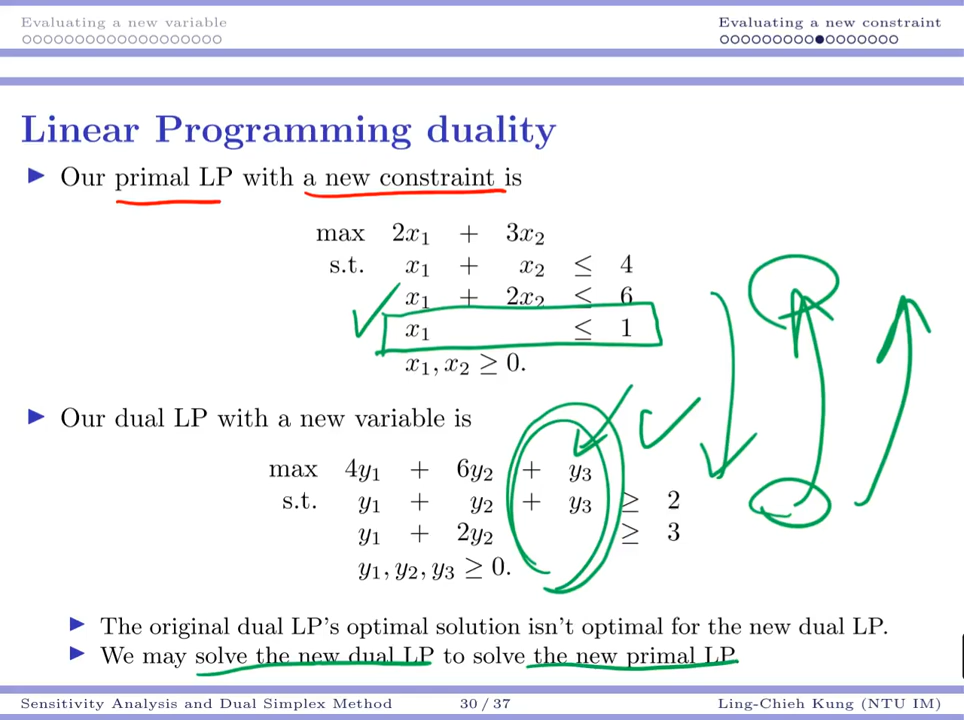 Evaluating a new variable
Evaluating a new constraint
Linear Programming duality
▶ Our primal LP with a new constraint is
max 2x₁ + 3x₂
s.t. x₁ + x₂ ≤ 4
x₁ + 2x₂ ≤ 6
x₁ ≤ 1
x₁, x₂ ≥ 0.
▶ Our dual LP with a new variable is
max 4y₁ + 6y₂ + y₃
s.t. y₁ + y₂ + y₃ ≥ 2
y₁ + 2y₂ ≥ 3
y₁, y₂, y₃ ≥ 0.
▶ The original dual LP's optimal solution isn't optimal for the new dual LP.
▶ We may solve the new dual LP to solve the new primal LP.
Sensitivity Analysis and Dual Simplex Method 30 / 37 Ling-Chieh Kung (NTU IM)